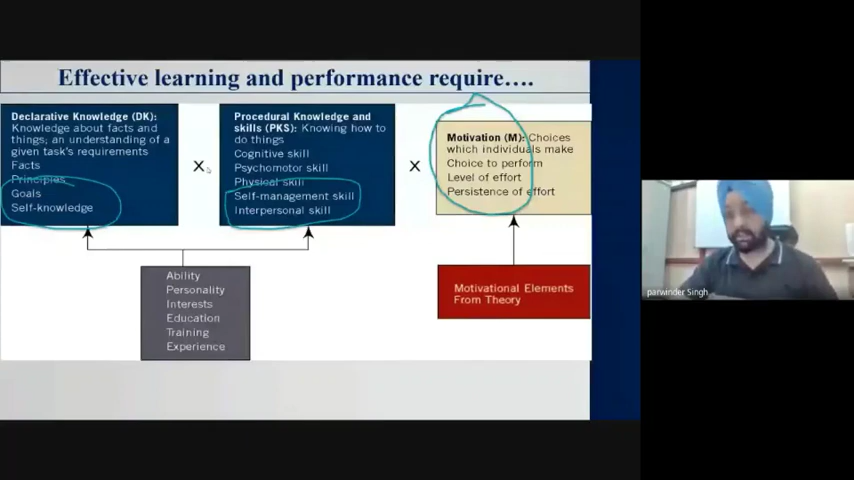 Effective learning and performance require….
Declarative Knowledge (DK):
Knowledge about facts and
things; an understanding of a
given task's requirements
Facts
Principles
Goals
Self-knowledge
X
Procedural Knowledge and
skills (PKS): Knowing how to
do things
Cognitive skill
Psychomotor skill
Physical skill
Self-management skill
Interpersonal skill
X
Motivation (M): Choices
which individuals make
Choice to perform
Level of effort
Persistence of effort
Ability
Personality
Interests
Education
Training
Experience
Motivational Elements
From Theory
parwinder Singh